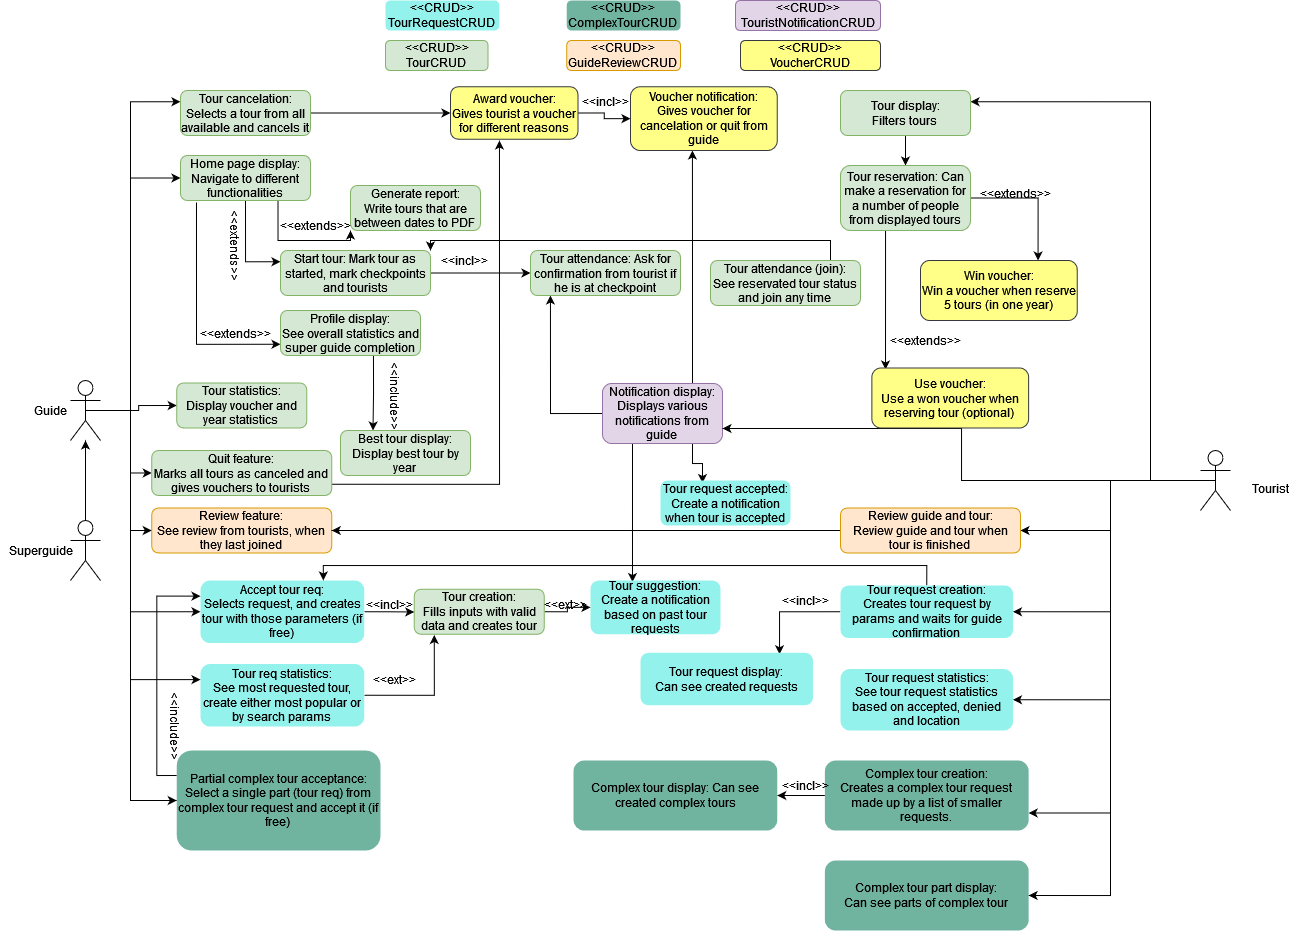 <<CRUD>>
TourRequestCRUD
<<CRUD>>
ComplexTourCRUD
<<CRUD>>
TouristNotificationCRUD
<<CRUD>>
TourCRUD
<<CRUD>>
GuideReviewCRUD
<<CRUD>>
VoucherCRUD
Tour cancelation:
Selects a tour from all
available and cancels it
Award voucher:
Gives tourist a voucher
for different reasons
<<incl>>
Voucher notification:
Gives voucher for
cancelation or quit from
guide
Tour display:
Filters tours
Home page display:
Navigate to different
functionalities
Generate report:
Write tours that are
between dates to PDF
<<extends>>
<<extends>>
Tour reservation: Can
make a reservation for
a number of people
from displayed tours
<<extends>>
Start tour: Mark tour as
started, mark checkpoints
and tourists
<<incl>>
Tour attendance: Ask for
confirmation from tourist if
he is at checkpoint
Tour attendance (join):
See reservated tour status
and join any time
Win voucher:
Win a voucher when reserve
5 tours (in one year)
<<extends>>
Profile display:
See overall statistics and
super guide completion
<<include>>
<<extends>>
Guide
Tour statistics:
Display voucher and
year statistics
Notification display:
Displays various
notifications from
guide
Use voucher:
Use a won voucher when
reserving tour (optional)
Best tour display:
Display best tour by
year
Quit feature:
Marks all tours as canceled and
gives vouchers to tourists
Tour request accepted:
Create a notification
when tour is accepted
Tourist
Superguide
Review feature:
See review from tourists, when
they last joined
Review guide and tour:
Review guide and tour when
tour is finished
Accept tour req:
Selects request, and creates
tour with those parameters (if
free)
<<incl>>
Tour creation:
Fills inputs with valid
data and creates tour
<<ext>>
Tour suggestion:
Create a notification
based on past tour
requests
<<incl>>
Tour request creation:
Creates tour request by
params and waits for guide
confirmation
Tour req statistics:
See most requested tour,
create either most popular or
by search params
<<ext>>
Tour request display:
Can see created requests
Tour request statistics:
See tour request statistics
based on accepted, denied
and location
<<include>>
Partial complex tour acceptance:
Select a single part (tour req) from
complex tour request and accept it (if
free)
Complex tour display: Can see
created complex tours
<<incl>>
Complex tour creation:
Creates a complex tour request
made up by a list of smaller
requests.
Complex tour part display:
Can see parts of complex tour